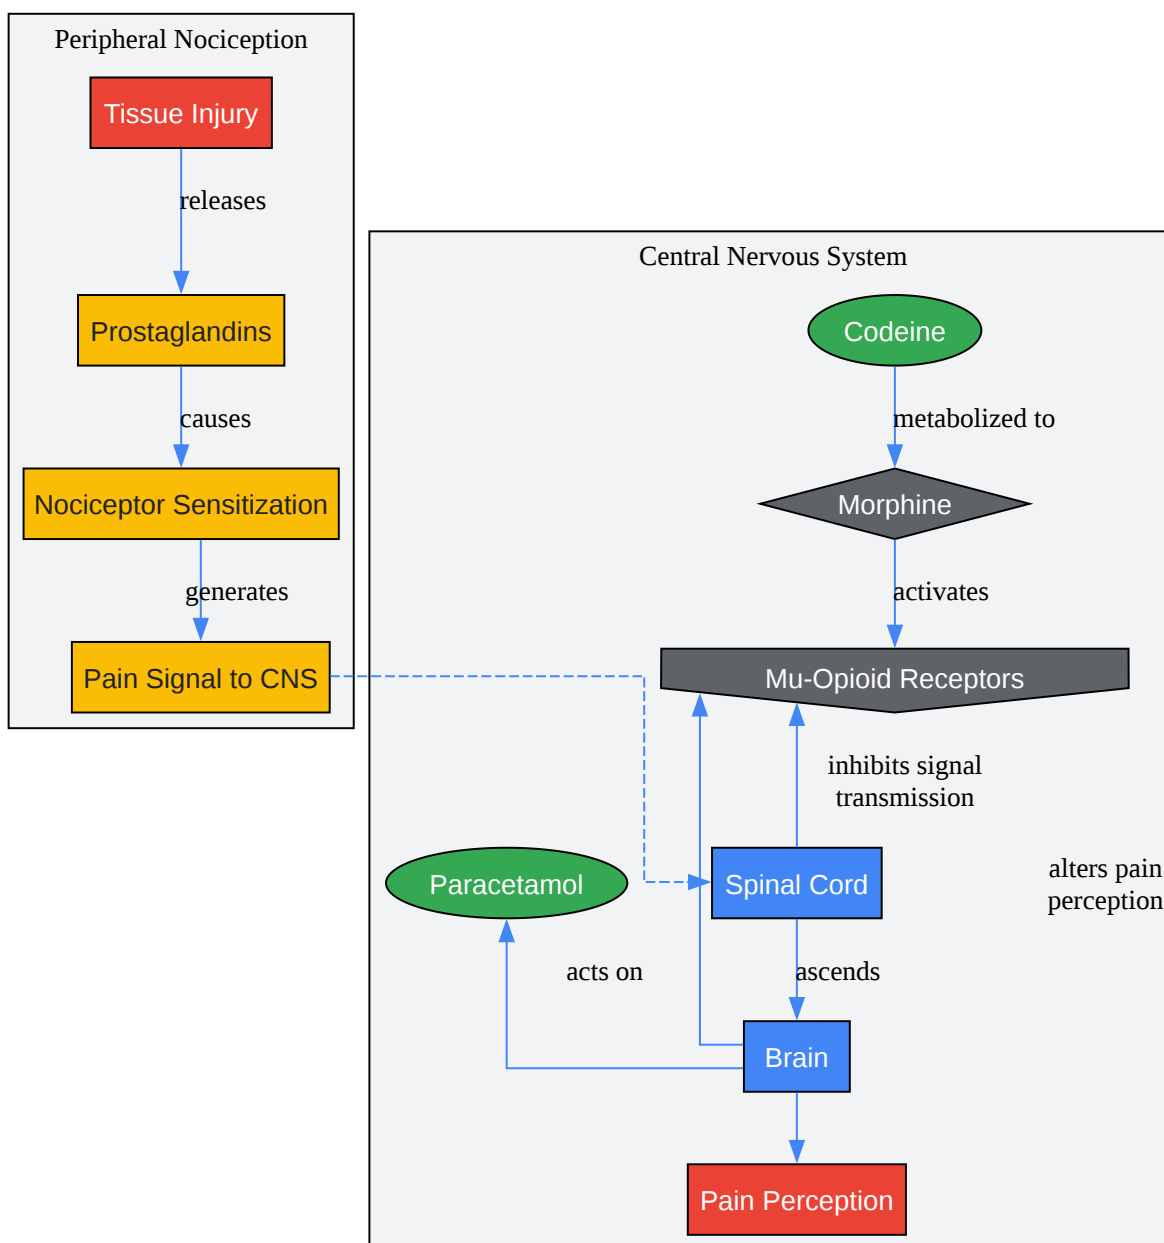 Peripheral Nociception
Tissue Injury
releases
Prostaglandins
causes
Nociceptor Sensitization
generates
Pain Signal to CNS
Central Nervous System
Codeine
metabolized to
Morphine
activates
Mu-Opioid Receptors
inhibits signal
transmission
Paracetamol
Spinal Cord
alters pain
perception
acts on
ascends
Brain
Pain Perception